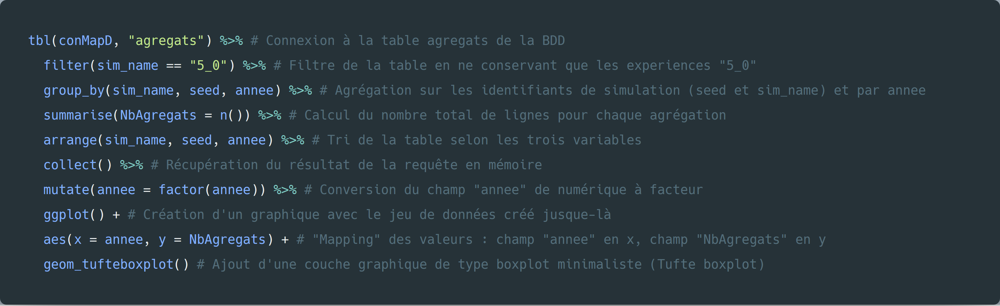 tbl(conMapD, "agregats") %>% # Connexion à la table agregats de la BDD
  filter(sim_name == "5_0") %>% # Filtre de la table en ne conservant que les experiences "5_0"
  group_by(sim_name, seed, annee) %>% # Agrégation sur les identifiants de simulation (seed et sim_name) et par annee
  summarise(NbAgregats = n()) %>% # Calcul du nombre total de lignes pour chaque agrégation
  arrange(sim_name, seed, annee) %>% # Tri de la table selon les trois variables
  collect() %>% # Récupération du résultat de la requête en mémoire
  mutate(annee = factor(annee)) %>% # Conversion du champ "annee" de numérique à facteur
  ggplot() + # Création d'un graphique avec le jeu de données créé jusque-là
  aes(x = annee, y = NbAgregats) + # "Mapping" des valeurs : champ "annee" en x, champ "NbAgregats" en y
  geom_tufteboxplot() # Ajout d'une couche graphique de type boxplot minimaliste (Tufte boxplot)